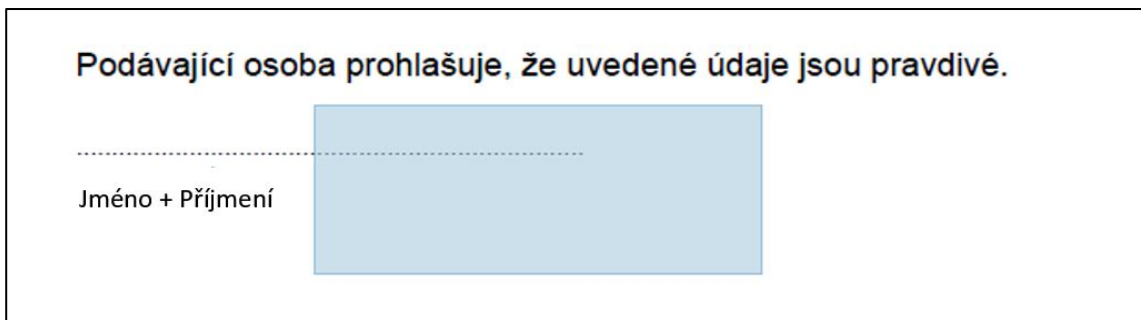 Podávající osoba prohlašuje, že uvedené údaje jsou pravdivé.
Jméno + Příjmení